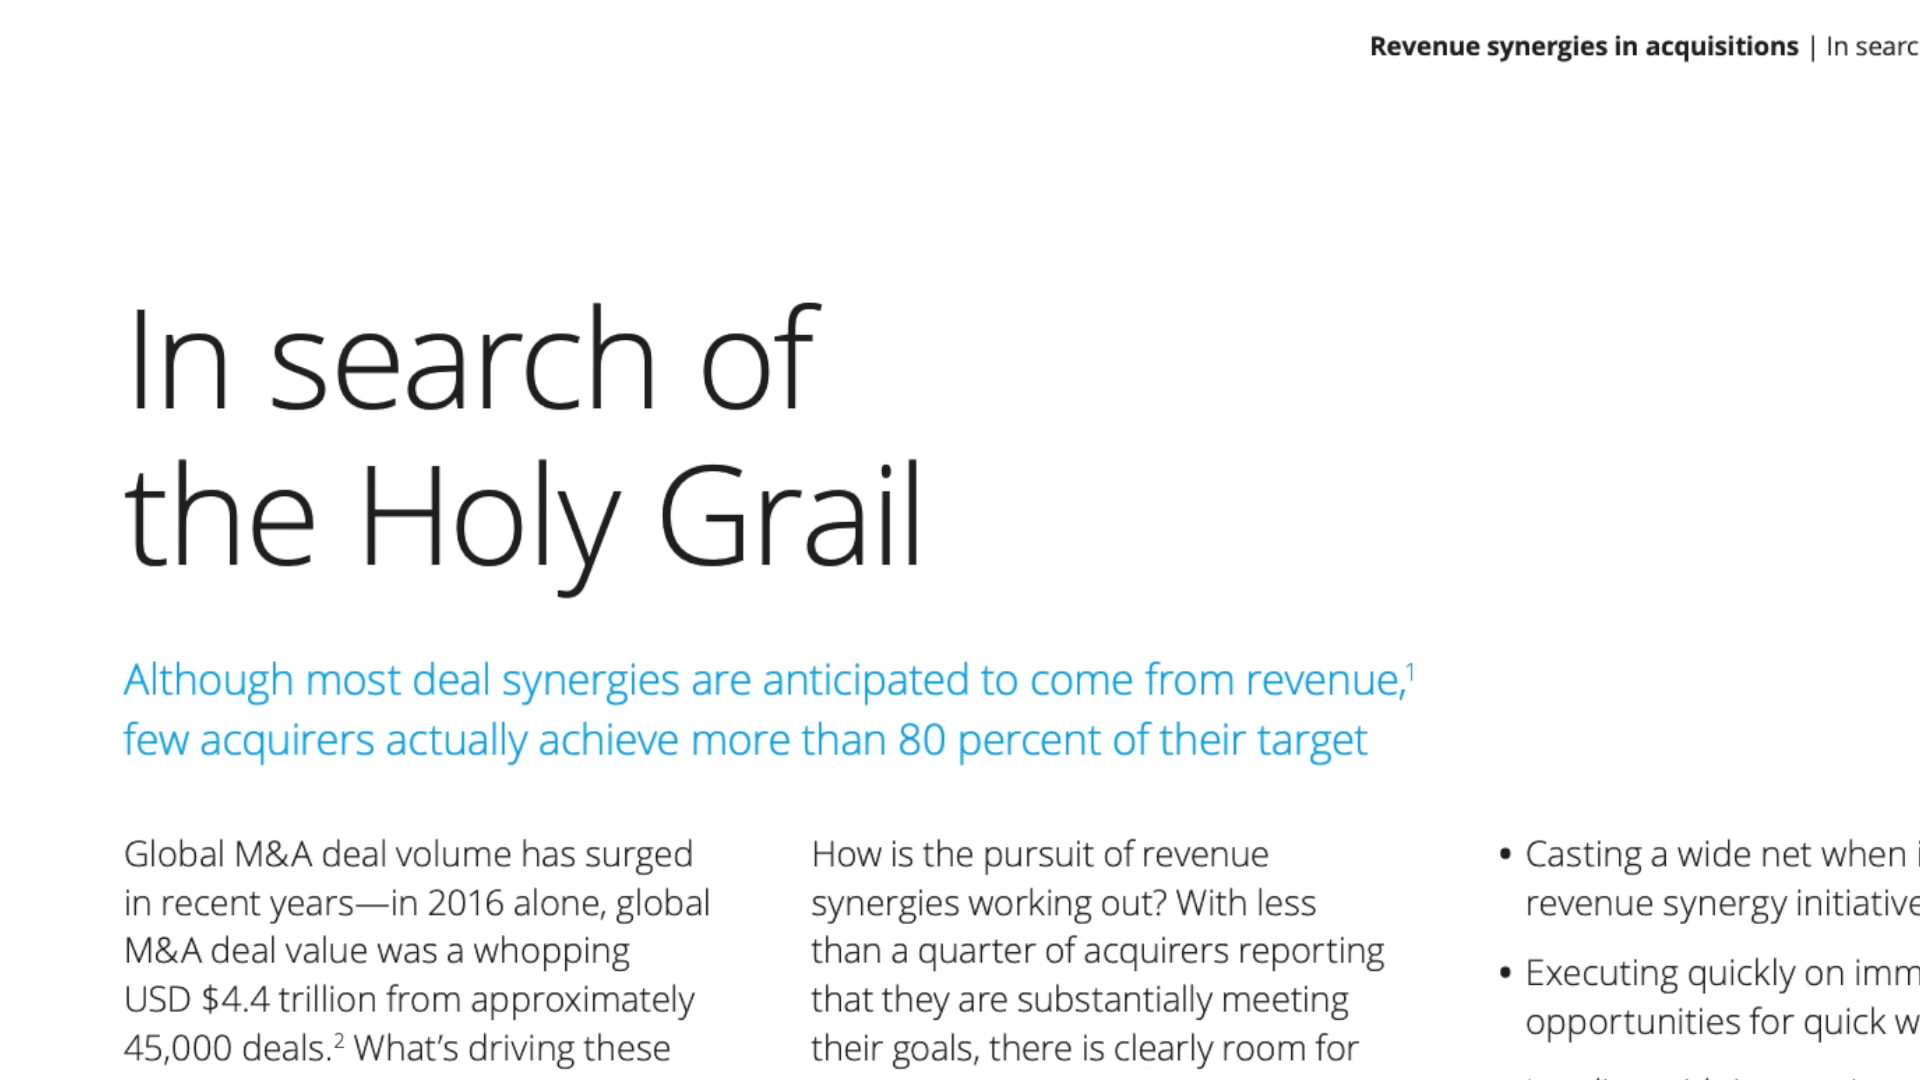 Revenue synergies in acquisitions | In searc
In search of
the Holy Grail
Although most deal synergies are anticipated to come from revenue,¹
few acquirers actually achieve more than 80 percent of their target
Global M&A deal volume has surged
in recent years—in 2016 alone, global
M&A deal value was a whopping
USD $4.4 trillion from approximately
45,000 deals.² What’s driving these
How is the pursuit of revenue
synergies working out? With less
than a quarter of acquirers reporting
that they are substantially meeting
their goals, there is clearly room for
• Casting a wide net when i
revenue synergy initiative
• Executing quickly on imm
opportunities for quick w